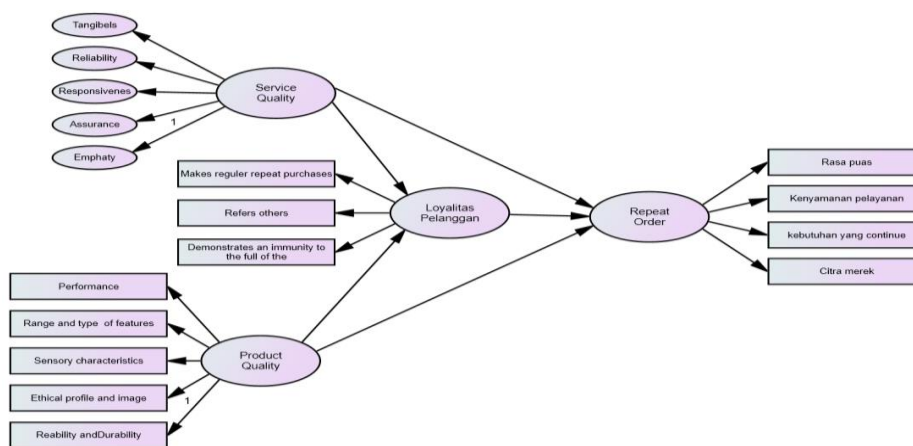 Tangibels
Reliability
Responsivenes
Assurance
1
Emphaty
Service
Quality
Makes reguler repeat purchases
Refers others
Demonstrates an immunity to
the full of the
Loyalitas
Pelanggan
Repeat
Order
Rasa puas
Kenyamanan pelayanan
kebutuhan yang continue
Citra merek
Performance
Range and type of features
Sensory characteristics
Ethical profile and image
1
Reability andDurability
Product
Quality